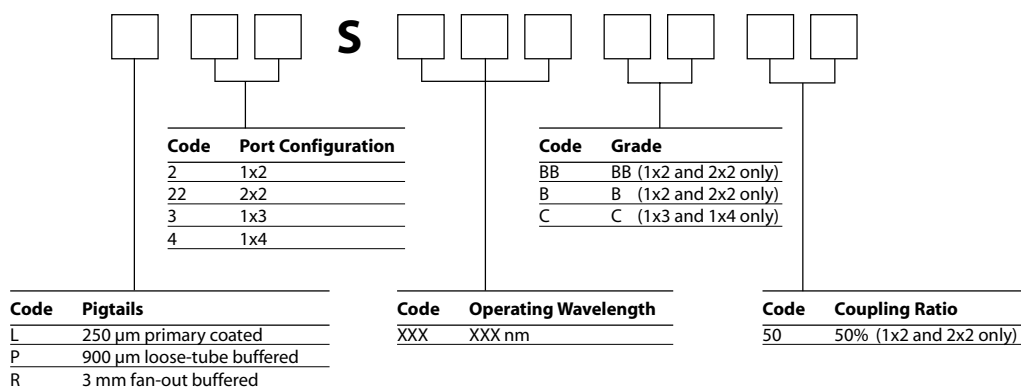 S
Code Port Configuration
2 1x2
22 2x2
3 1x3
4 1x4
Code Grade
BB BB (1x2 and 2x2 only)
B B (1x2 and 2x2 only)
C C (1x3 and 1x4 only)
Code Pigtails
L 250 µm primary coated
P 900 µm loose-tube buffered
R 3 mm fan-out buffered
Code Operating Wavelength
XXX XXX nm
Code Coupling Ratio
50 50% (1x2 and 2x2 only)